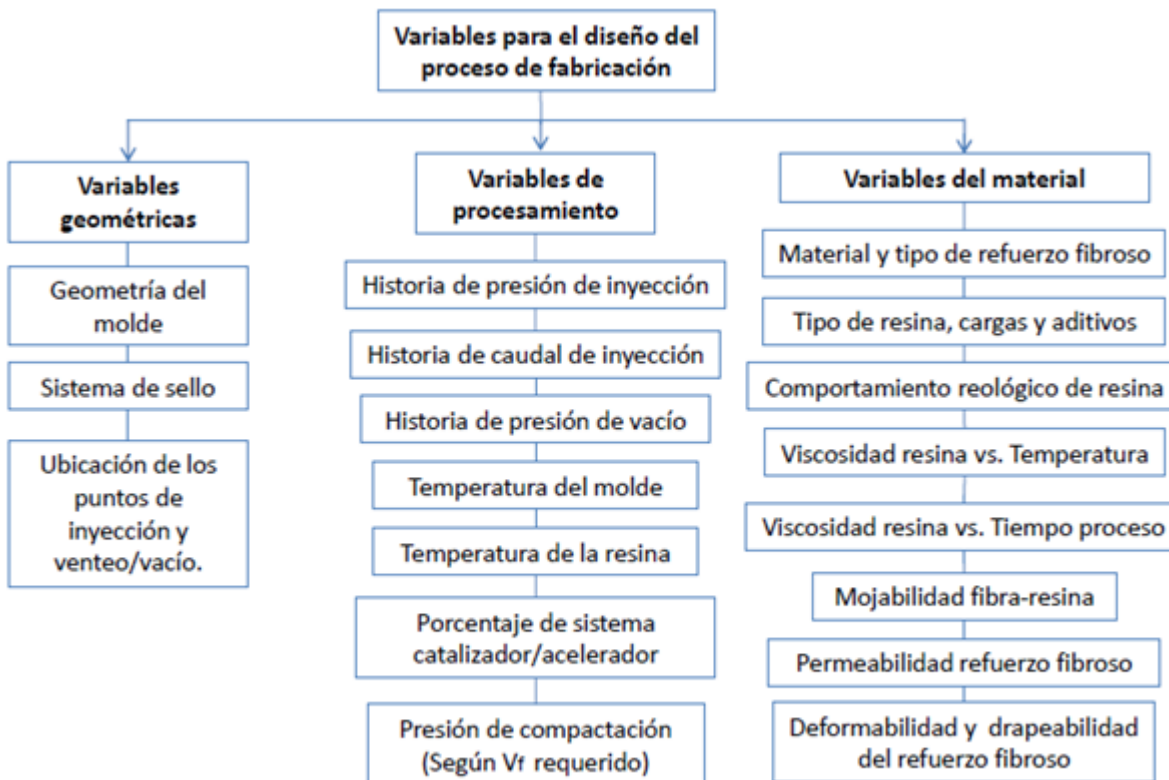 Variables para el diseño del
proceso de fabricación
Variables
geométricas
Geometría del
molde
Sistema de sello
Ubicación de los
puntos de
inyección y
venteo/vacío.
Variables de
procesamiento
Historia de presión de inyección
Historia de caudal de inyección
Historia de presión de vacío
Temperatura del molde
Temperatura de la resina
Porcentaje de sistema
catalizador/acelerador
Presión de compactación
(Según Vf requerido)
Variables del material
Material y tipo de refuerzo fibroso
Tipo de resina, cargas y aditivos
Comportamiento reológico de resina
Viscosidad resina vs. Temperatura
Viscosidad resina vs. Tiempo proceso
Mojabilidad fibra-resina
Permeabilidad refuerzo fibroso
Deformabilidad y drapeabilidad
del refuerzo fibroso